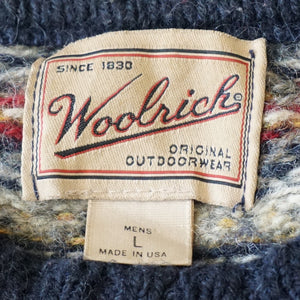 SINCE 1830
Woolrich®
ORIGINAL
OUTDOORWEAR
MENS
L
MADE IN USA